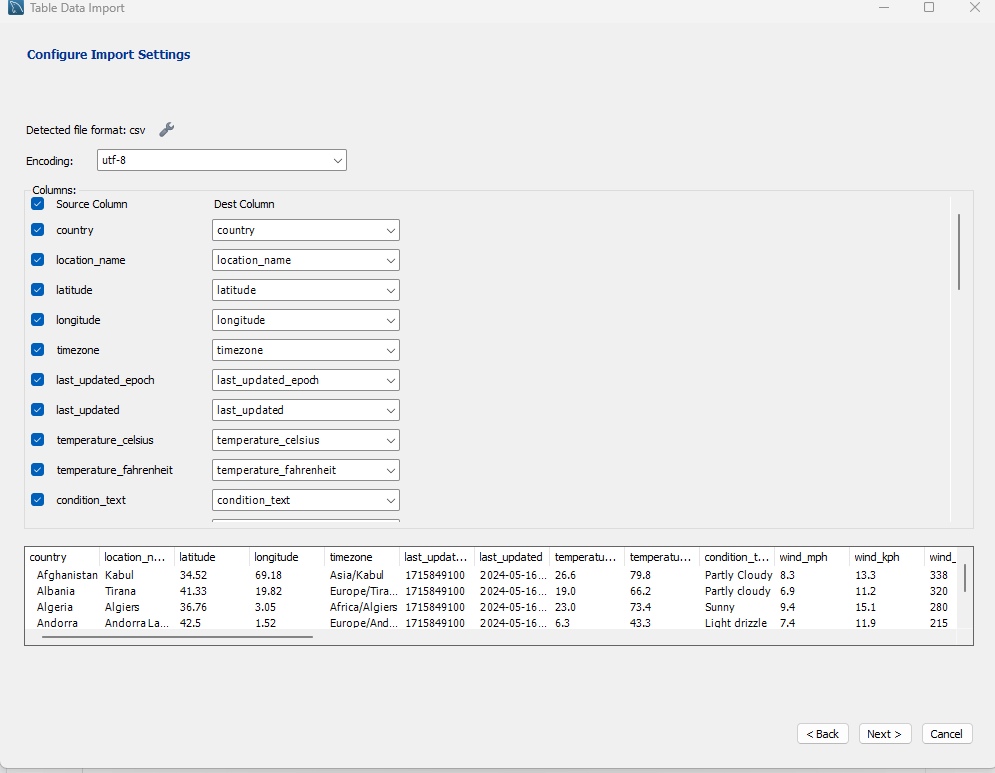 Table Data Import
Configure Import Settings
Detected file format: csv
Encoding: utf-8
Columns:
Source Column Dest Column
country country
location_name location_name
latitude latitude
longitude longitude
timezone timezone
last_updated_epoch last_updated_epoch
last_updated last_updated
temperature_celsius temperature_celsius
temperature_fahrenheit temperature_fahrenheit
condition_text condition_text
country location_n... latitude longitude timezone last_updat... last_updated temperatu... temperatu... condition_t... wind_mph wind_kph wind_
Afghanistan Kabul 34.52 69.18 Asia/Kabul 1715849100 2024-05-16... 26.6 79.8 Partly Cloudy 8.3 13.3 338
Albania Tirana 41.33 19.82 Europe/Tira... 1715849100 2024-05-16... 19.0 66.2 Partly cloudy 6.9 11.2 320
Algeria Algiers 36.76 3.05 Africa/Algiers 1715849100 2024-05-16... 23.0 73.4 Sunny 9.4 15.1 280
Andorra Andorra La... 42.5 1.52 Europe/And... 1715849100 2024-05-16... 6.3 43.3 Light drizzle 7.4 11.9 215
< Back Next > Cancel